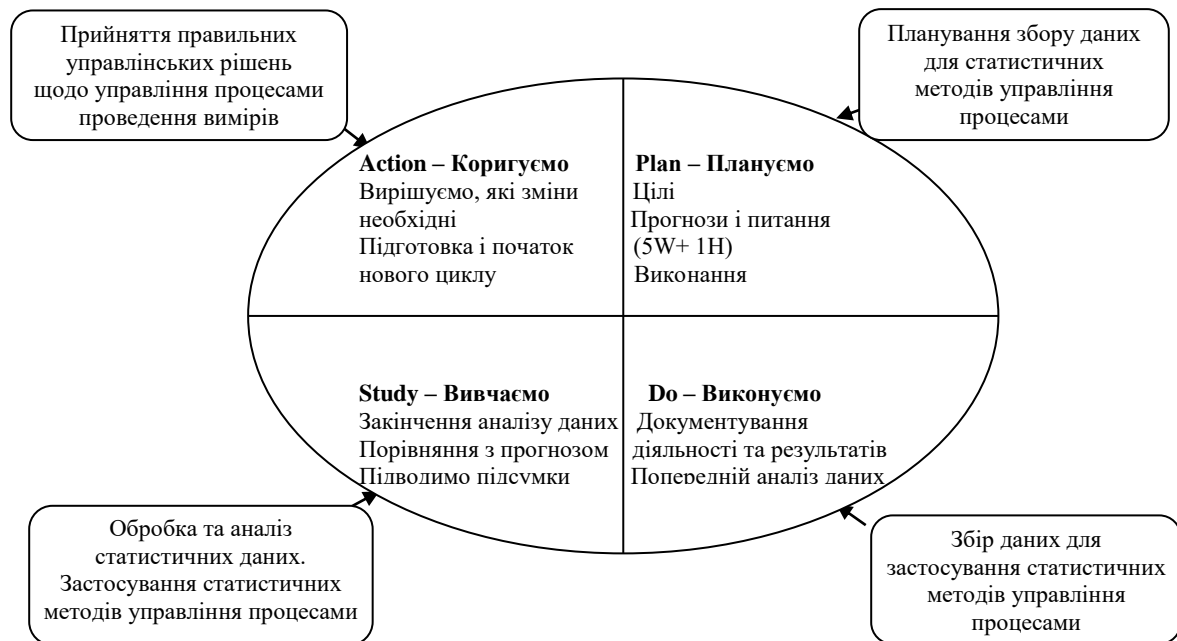 Прийняття правильних
управлінських рішень
щодо управління процесами
проведення вимірів
Планування збору даних
для статистичних
методів управління
процесами
Action – Коригуємо
Вирішуємо, які зміни
необхідні
Підготовка і початок
нового циклу
Plan – Плануємо
Цілі
Прогнози і питання
(5W+ 1H)
Виконання
Study – Вивчаємо
Закінчення аналізу даних
Порівняння з прогнозом
Підводимо підсумки
Do – Виконуємо
Документування
діяльності та результатів
Попередній аналіз даних
Обробка та аналіз
статистичних даних.
Застосування статистичних
методів управління процесами
Збір даних для
застосування статистичних
методів управління
процесами